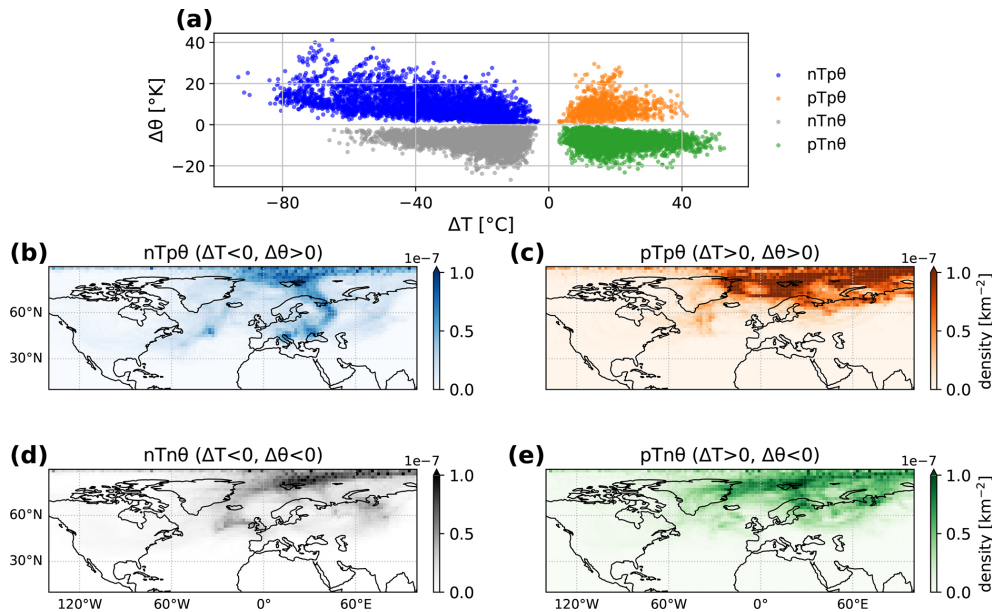 (a)
40
20
0
−20
Δθ [°K]
−80
−40
0
40
ΔT [°C]
nTpθ
pTpθ
nTnθ
pTnθ
(b)
nTpθ (ΔT<0, Δθ>0)
1e−7
60°N
30°N
1.0
0.5
0.0
(c)
pTpθ (ΔT>0, Δθ>0)
1e−7
1.0
0.5
0.0
density [km⁻²]
(d)
nTnθ (ΔT<0, Δθ<0)
1e−7
60°N
30°N
120°W
60°W
0°
60°E
1.0
0.5
0.0
(e)
pTnθ (ΔT>0, Δθ<0)
1e−7
120°W
60°W
0°
60°E
1.0
0.5
0.0
density [km⁻²]